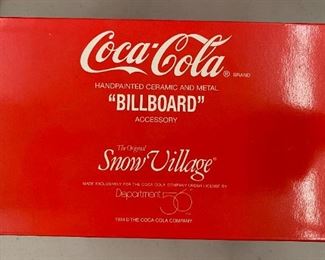 Coca-Cola® BRAND
HANDPAINTED CERAMIC AND METAL
"BILLBOARD"
ACCESSORY
The Original
Snow Village®
MADE EXCLUSIVELY FOR THE COCA-COLA COMPANY UNDER LICENSE BY
Department 56
© THE COCA-COLA COMPANY